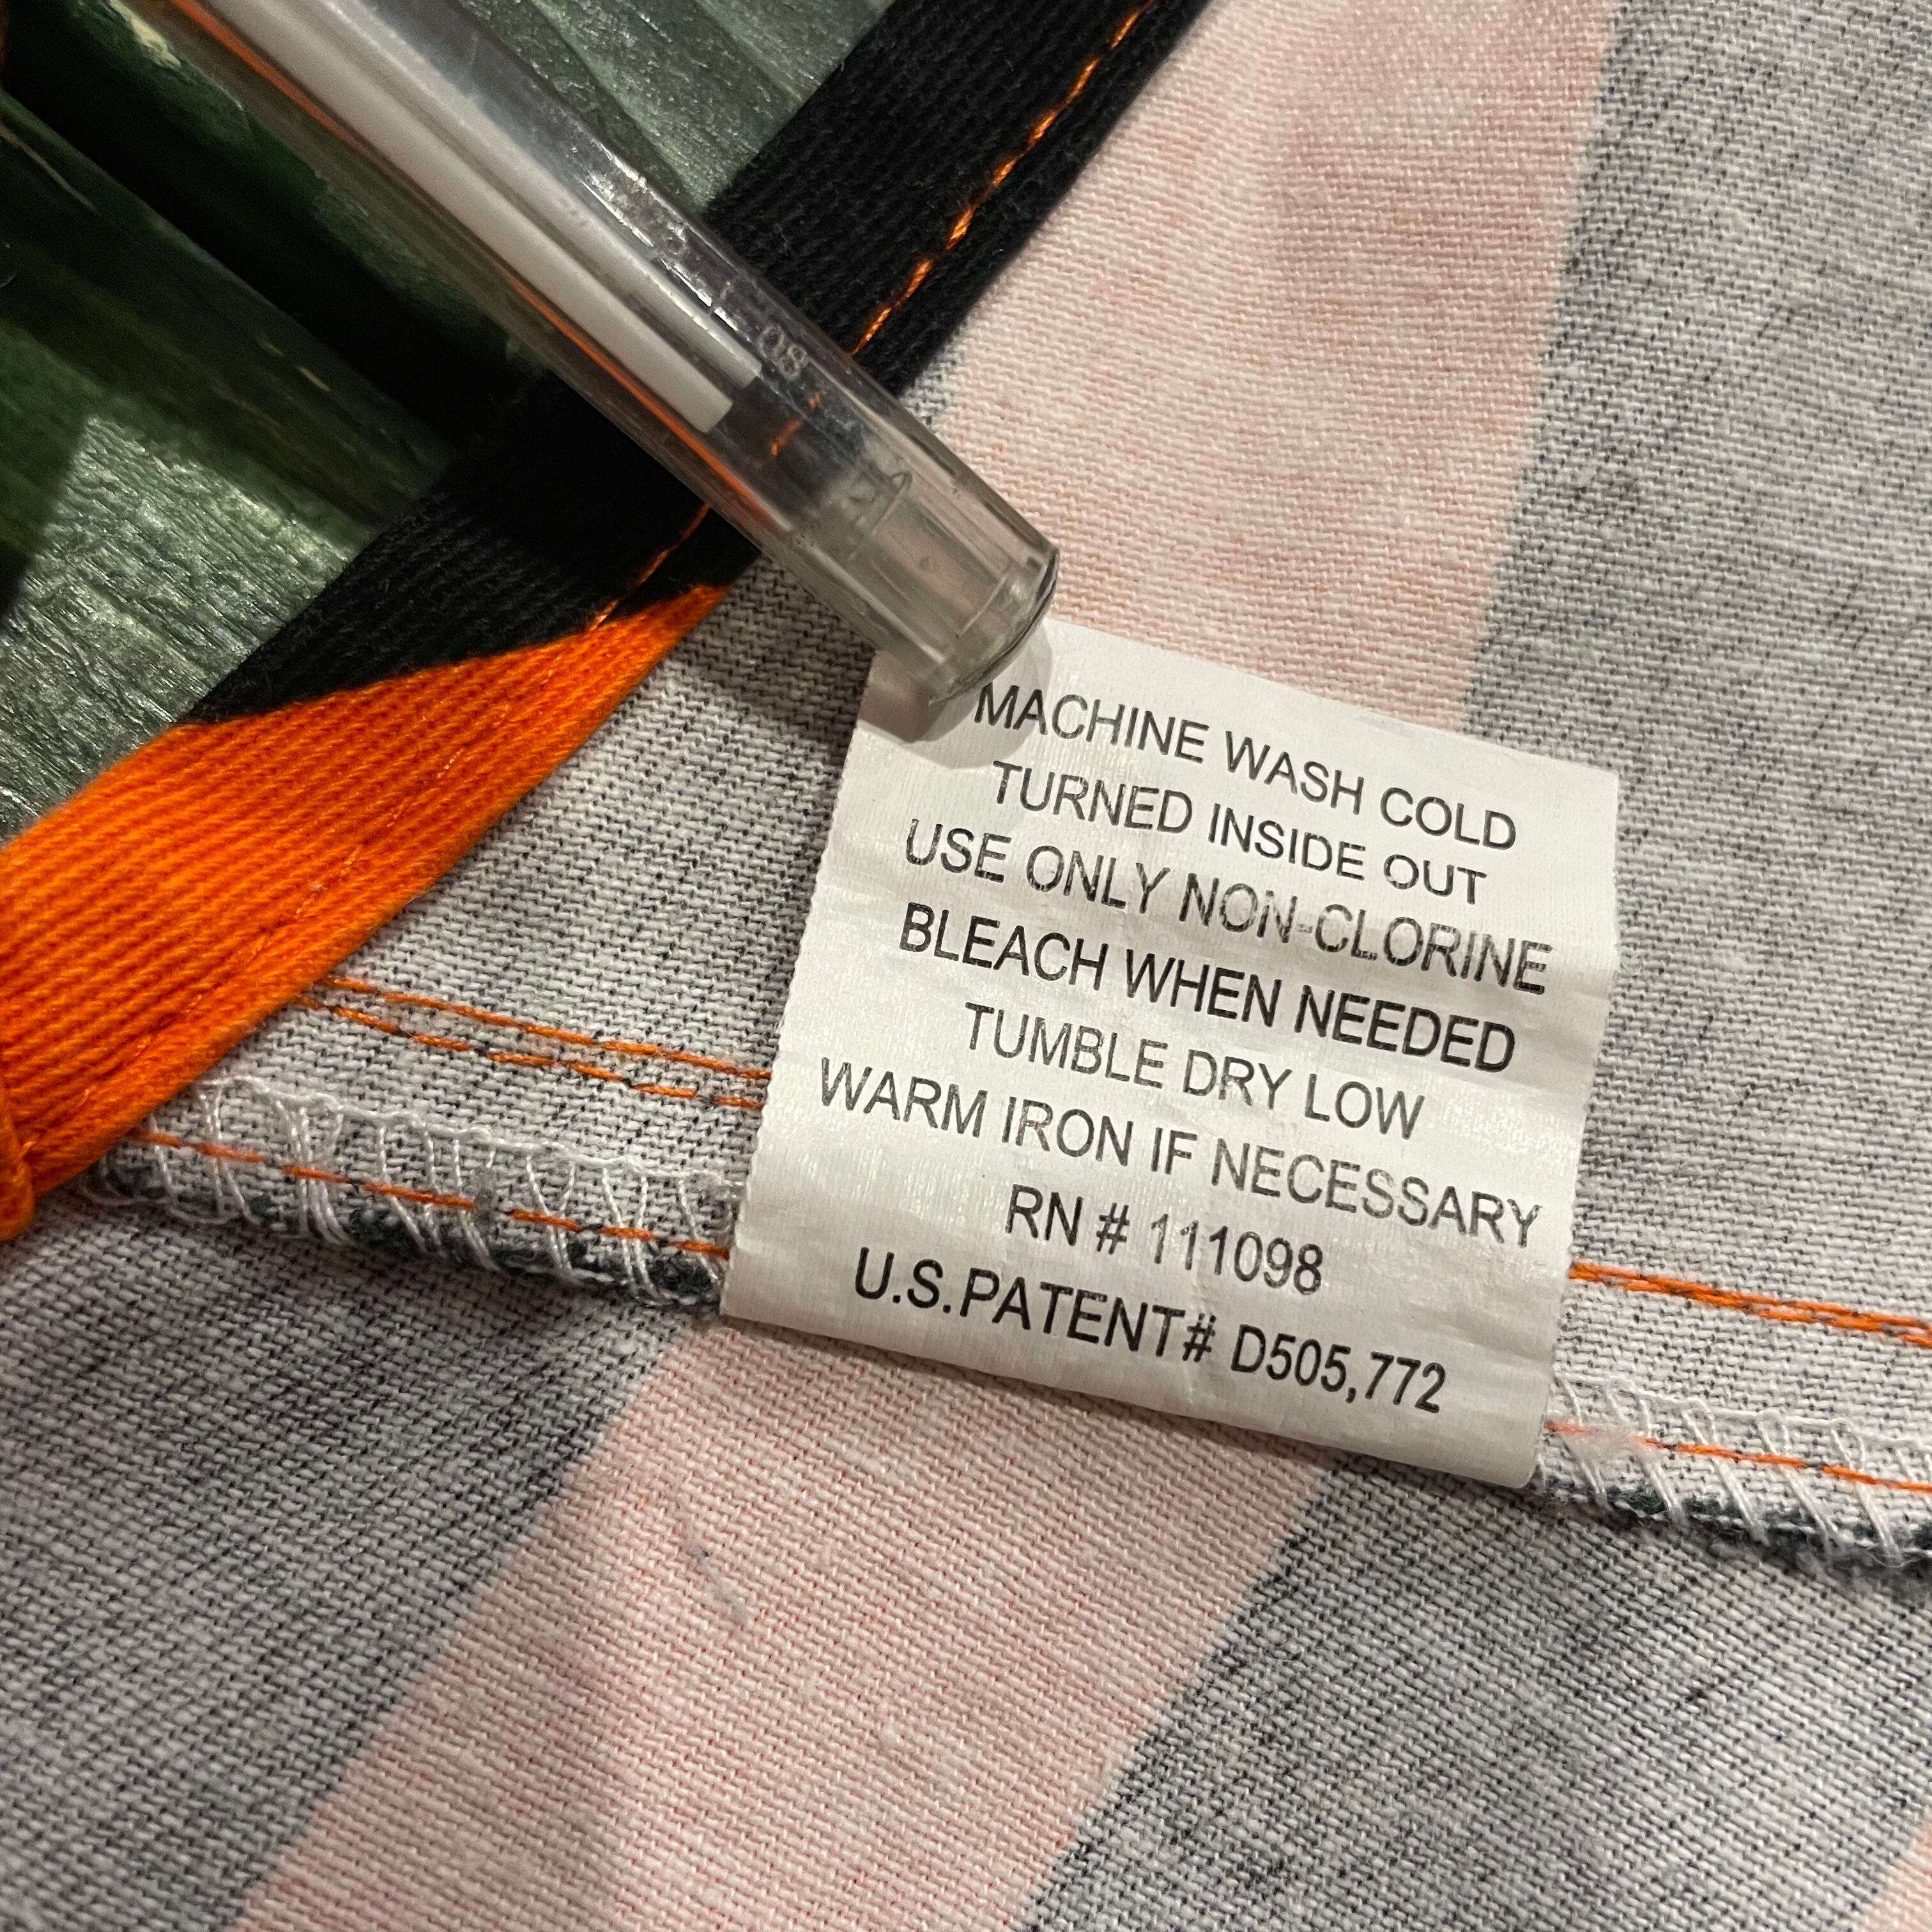 08
MACHINE WASH COLD
TURNED INSIDE OUT
USE ONLY NON-CLORINE
BLEACH WHEN NEEDED
TUMBLE DRY LOW
WARM IRON IF NECESSARY
RN # 111098
U.S.PATENT# D505,772